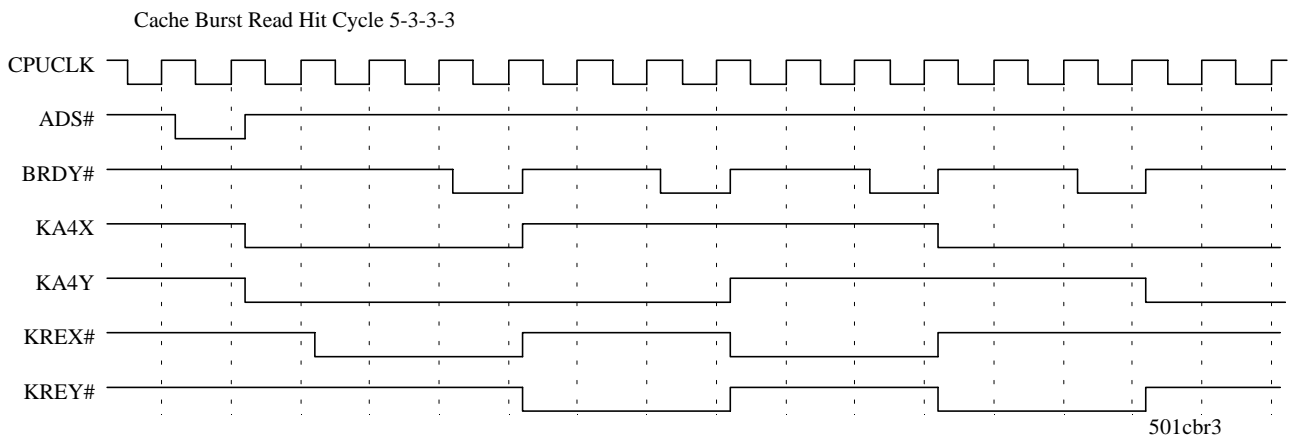 Cache Burst Read Hit Cycle 5-3-3-3
CPUCLK
ADS#
BRDY#
KA4X
KA4Y
KREX#
KREY#
501cbr3